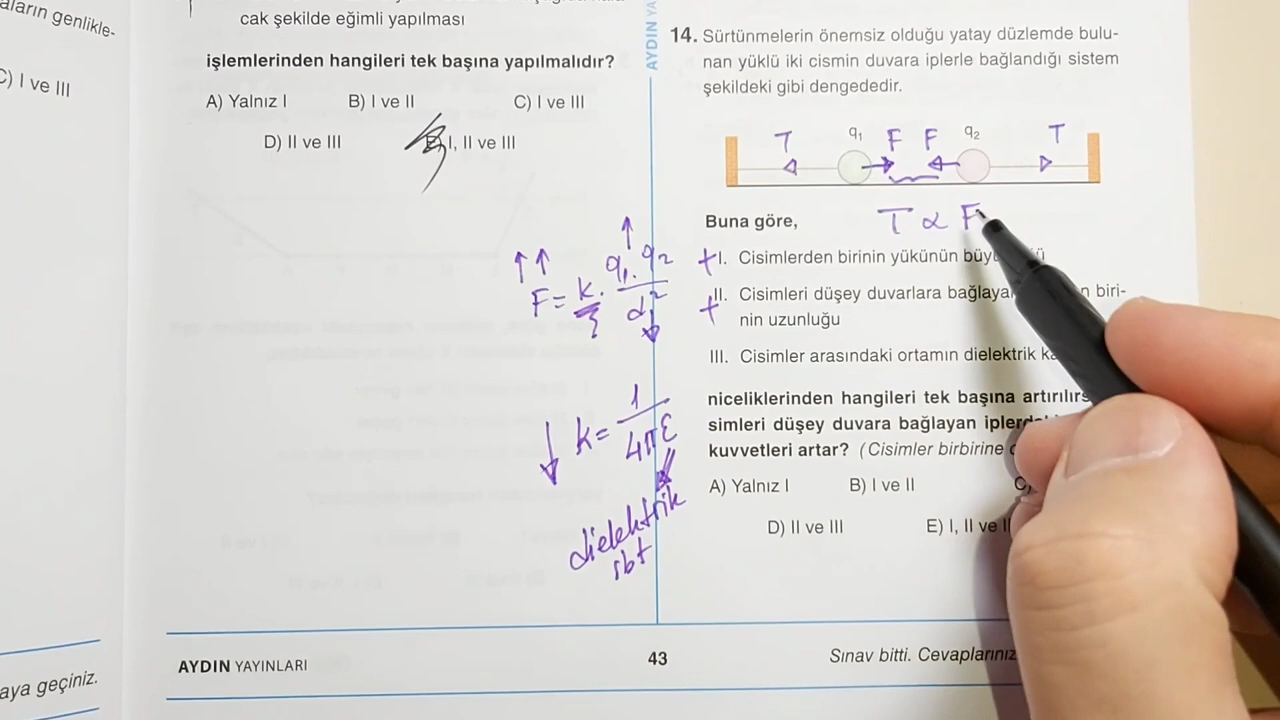 aların genlikle-
C) I ve III
aya geçiniz.
cak şekilde eğimli yapılması
işlemlerinden hangileri tek başına yapılmalıdır?
A) Yalnız I B) I ve II C) I ve III
D) II ve III E) I, II ve III
F = k. q1.q2 / d²
k = 1 / 4πε
dielektrik
sbt
AYDIN YA
14. Sürtünmelerin önemsiz olduğu yatay düzlemde bulu-
nan yüklü iki cismin duvara iplerle bağlandığı sistem
şekildeki gibi dengededir.
T q1 F F q2 T
T ∝ F
Buna göre,
+ I. Cisimlerden birinin yükünün
+ II. Cisimleri düşey duvarlara biri-
nin uzunluğu
III. Cisimler arasındaki ortamın dielektrik
niceliklerinden hangileri tek başına
simleri düşey duvara bağlayan
kuvvetleri artar? (Cisimler birbirine
A) Yalnız I B) I ve II C)
D) II ve III E) I, II ve
AYDIN YAYINLARI 43 Sınav bitti. Cevaplarınız